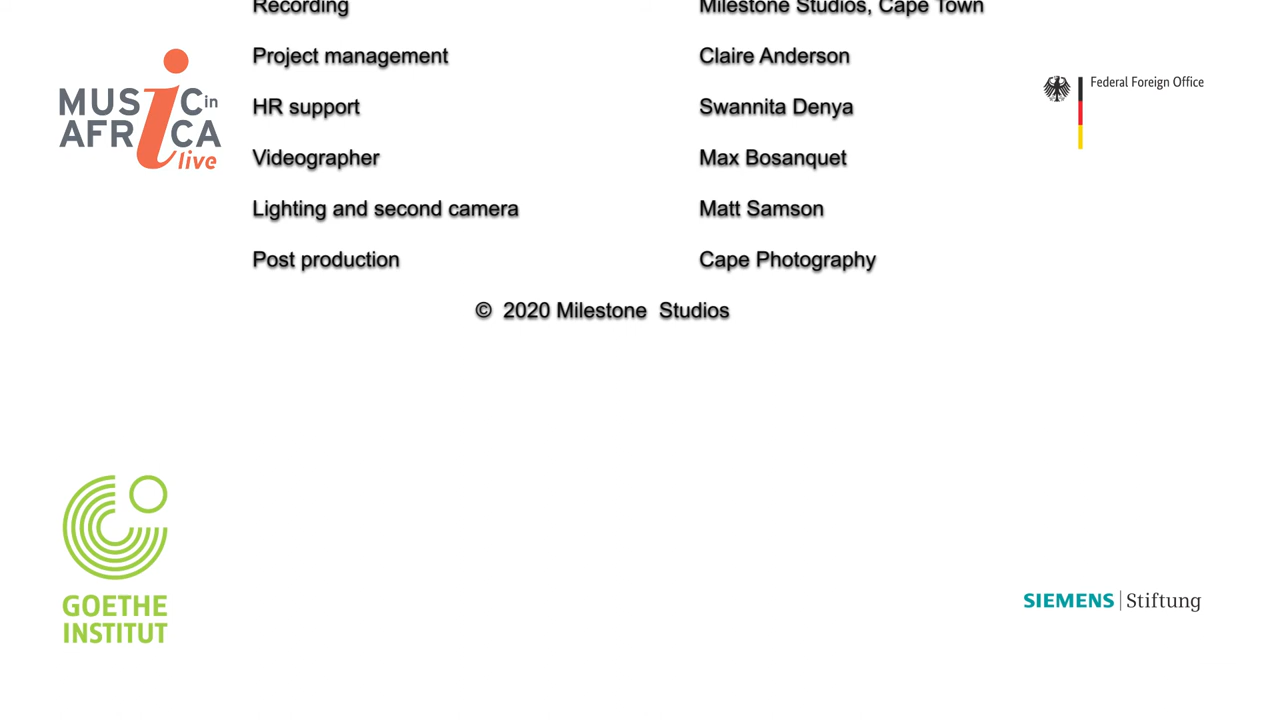 Recording Milestone Studios, Cape Town
Project management Claire Anderson
HR support Swannita Denya
Videographer Max Bosanquet
Lighting and second camera Matt Samson
Post production Cape Photography
© 2020 Milestone Studios
MUSIC in
AFRICA
live
Federal Foreign Office
GOETHE
INSTITUT
SIEMENS | Stiftung